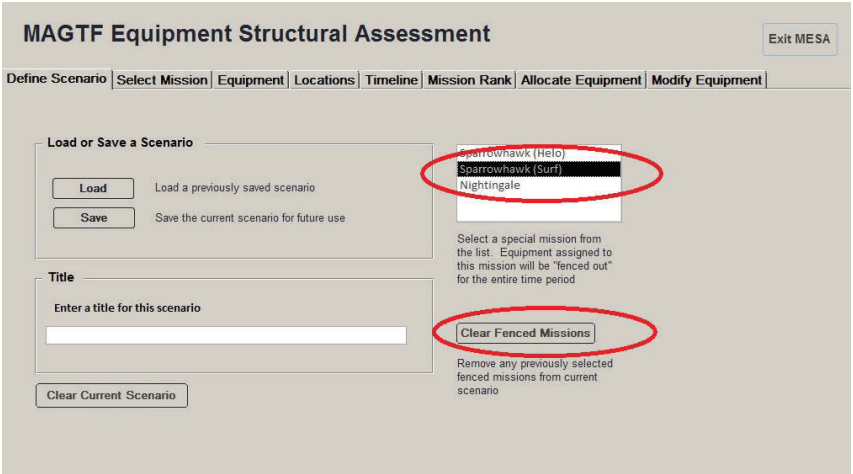 MAGTF Equipment Structural Assessment
Exit MESA
Define Scenario Select Mission Equipment Locations Timeline Mission Rank Allocate Equipment Modify Equipment
Load or Save a Scenario
Load Load a previously saved scenario
Save Save the current scenario for future use
Title
Enter a title for this scenario
Clear Current Scenario
Sparrowhawk (Helo)
Sparrowhawk (Surf)
Nightingale
Select a special mission from
the list. Equipment assigned to
this mission will be "fenced out"
for the entire time period
Clear Fenced Missions
Remove any previously selected
fenced missions from current
scenario